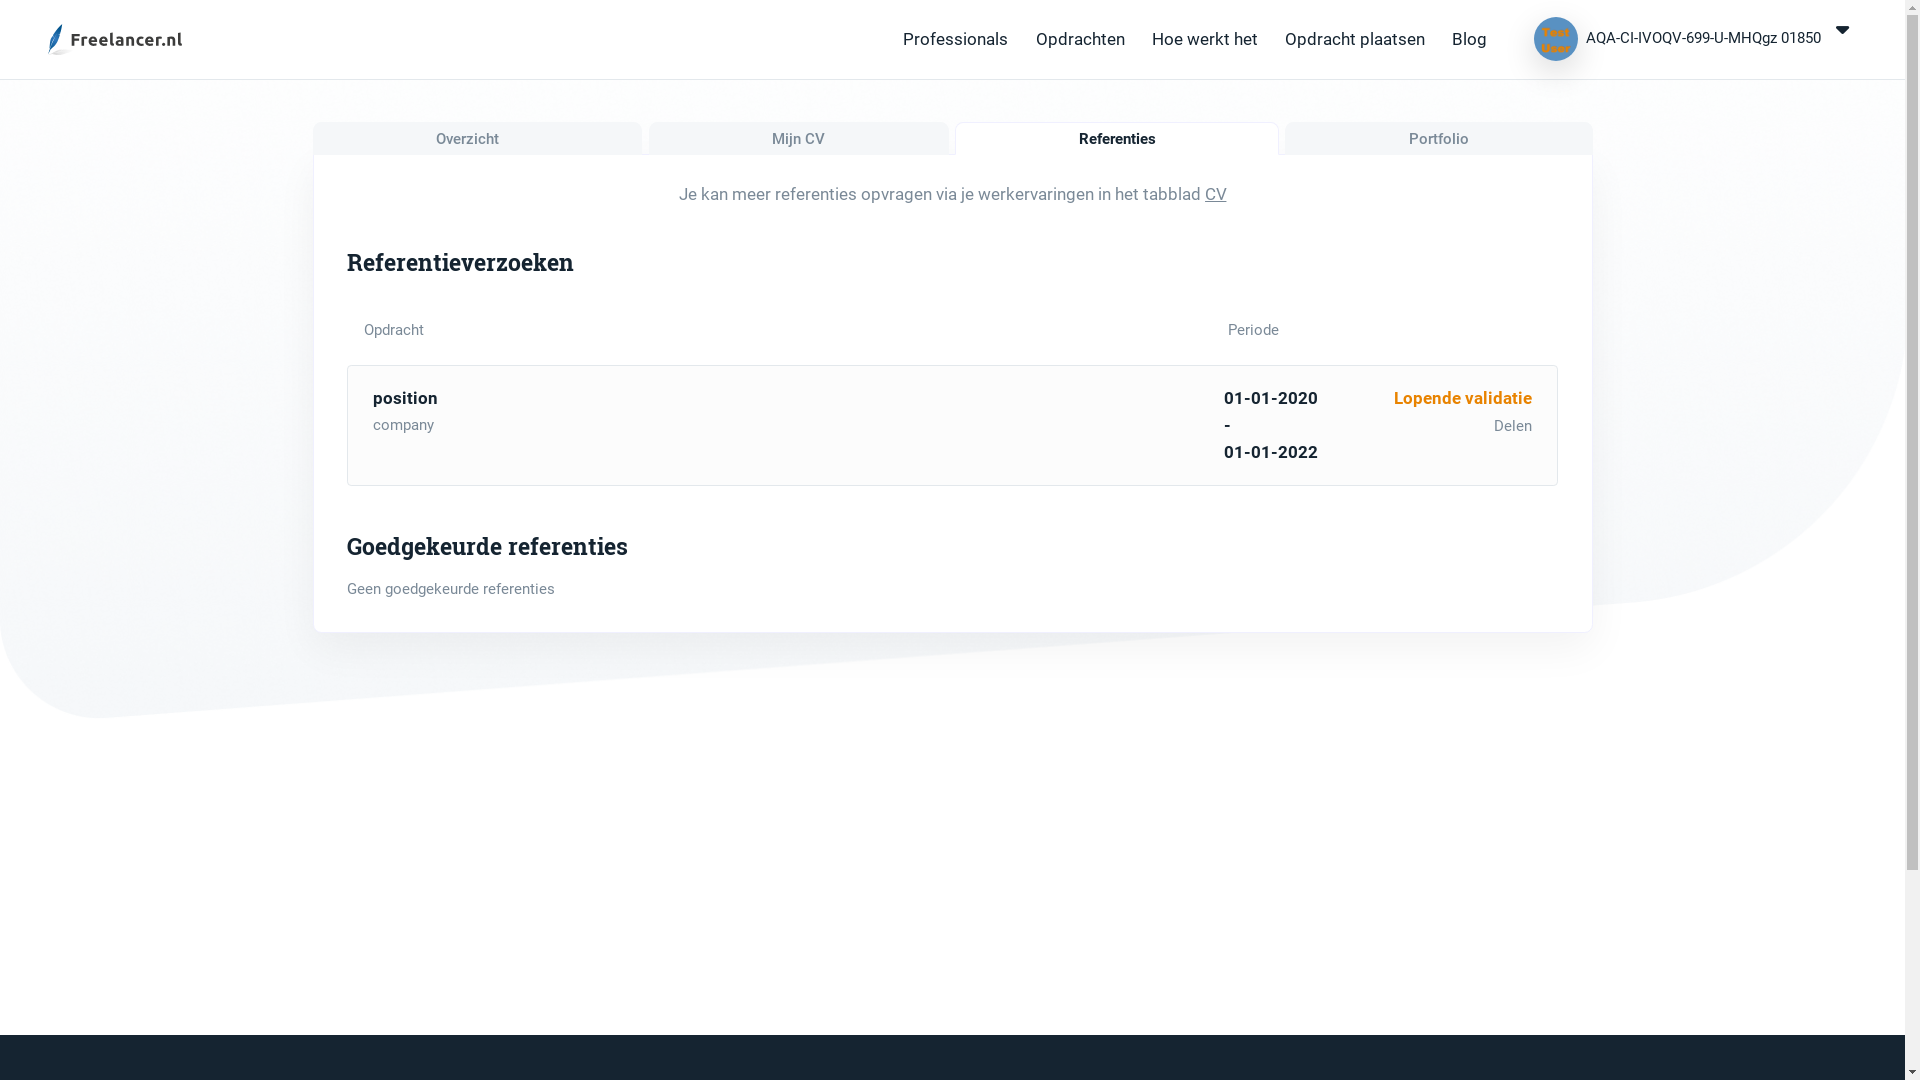 Freelancer.nl
Professionals
Opdrachten
Hoe werkt het
Opdracht plaatsen
Blog
Test
User
AQA-CI-IVOQV-699-U-MHQgz 01850
Overzicht
Mijn CV
Referenties
Portfolio
Je kan meer referenties opvragen via je werkervaringen in het tabblad CV
Referentieverzoeken
Opdracht
Periode
position
company
01-01-2020
-
01-01-2022
Lopende validatie
Delen
Goedgekeurde referenties
Geen goedgekeurde referenties